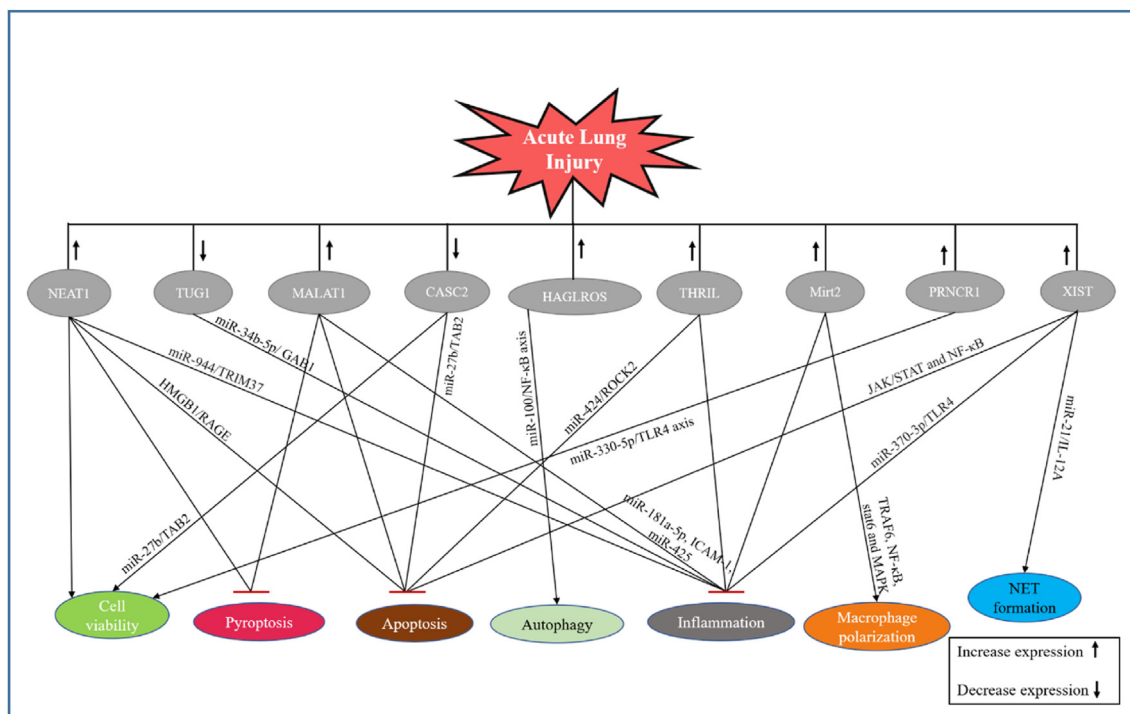 Acute Lung
Injury
NEAT1
TUG1
MALAT1
CASC2
HAGLROS
THRIL
Mirt2
PRNCR1
XIST
miR-34b-5p/ GAB1
miR-944/TRIM37
HMGB1/RAGE
miR-27b/TAB2
miR-27b/TAB2
miR-100/NF-κB axis
miR-424/ROCK2
miR-330-5p/TLR4 axis
JAK/STAT and NF-κB
miR-370-3p/TLR4
miR-21/IL-12A
miR-181a-5p, ICAM-1,
miR-425
TRAF6, NF-κB,
stat6 and MAPK
Cell
viability
Pyroptosis
Apoptosis
Autophagy
Inflammation
Macrophage
polarization
NET
formation
Increase expression
Decrease expression